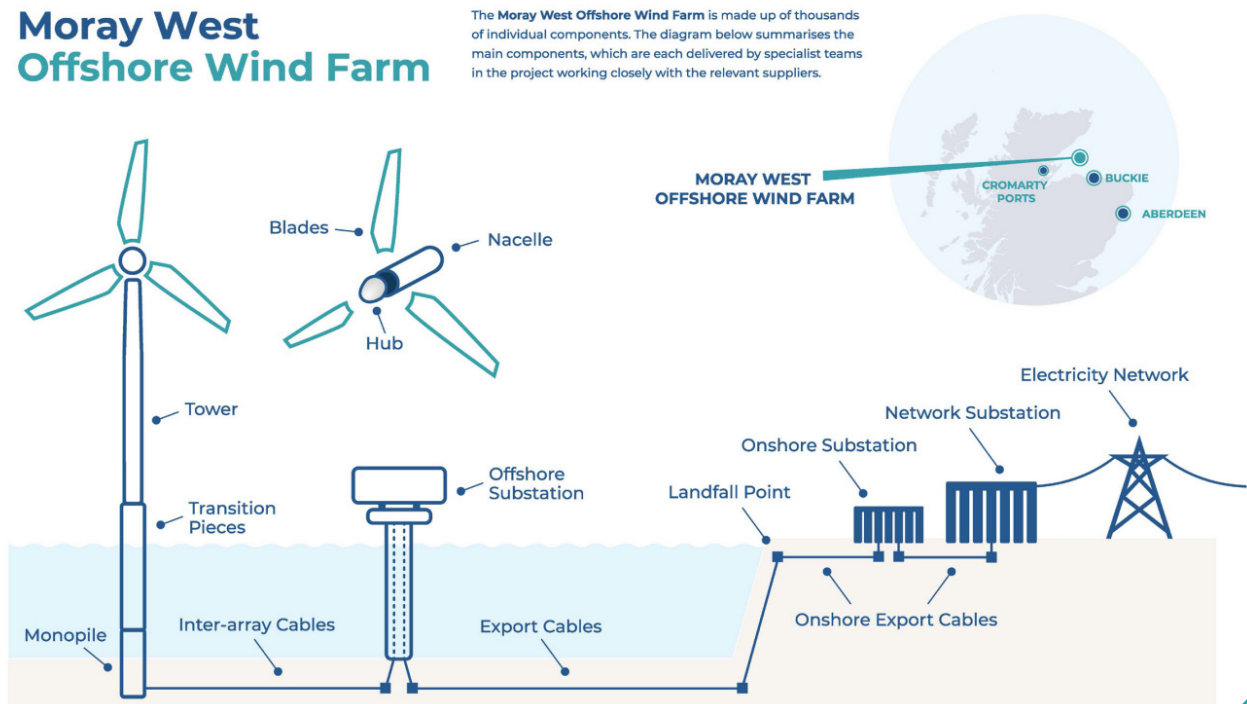 Moray West
Offshore Wind Farm
The Moray West Offshore Wind Farm is made up of thousands
of individual components. The diagram below summarises the
main components, which are each delivered by specialist teams
in the project working closely with the relevant suppliers.
MORAY WEST
OFFSHORE WIND FARM
CROMARTY
PORTS
BUCKIE
ABERDEEN
Blades
Nacelle
Hub
Tower
Transition
Pieces
Monopile
Inter-array Cables
Offshore
Substation
Export Cables
Landfall Point
Onshore Substation
Network Substation
Electricity Network
Onshore Export Cables